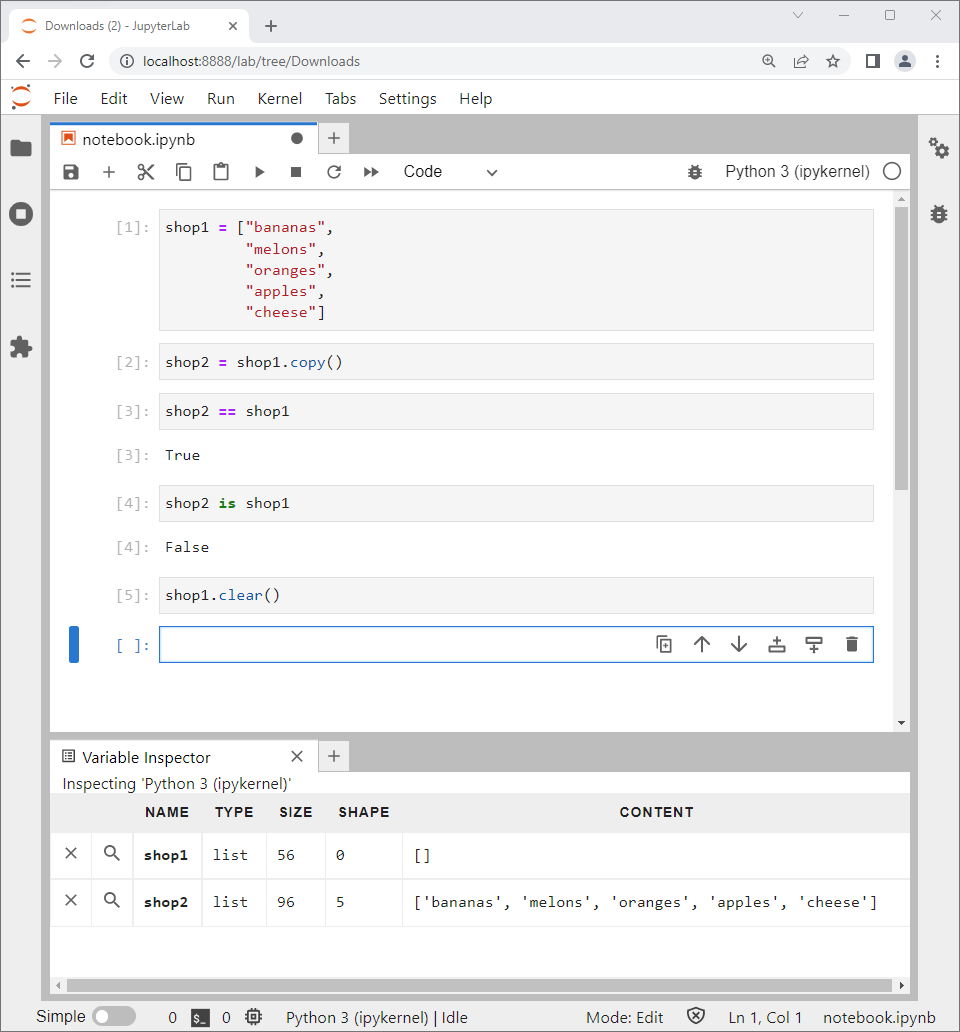 Downloads (2) - JupyterLab
localhost:8888/lab/tree/Downloads
File Edit View Run Kernel Tabs Settings Help
notebook.ipynb
Code Python 3 (ipykernel)
[1]: shop1 = ["bananas",
"melons",
"oranges",
"apples",
"cheese"]
[2]: shop2 = shop1.copy()
[3]: shop2 == shop1
[3]: True
[4]: shop2 is shop1
[4]: False
[5]: shop1.clear()
[ ]:
Variable Inspector
Inspecting 'Python 3 (ipykernel)'
NAME TYPE SIZE SHAPE CONTENT
shop1 list 56 0 []
shop2 list 96 5 ['bananas', 'melons', 'oranges', 'apples', 'cheese']
Simple 0 $_ 0 Python 3 (ipykernel) | Idle Mode: Edit Ln 1, Col 1 notebook.ipynb